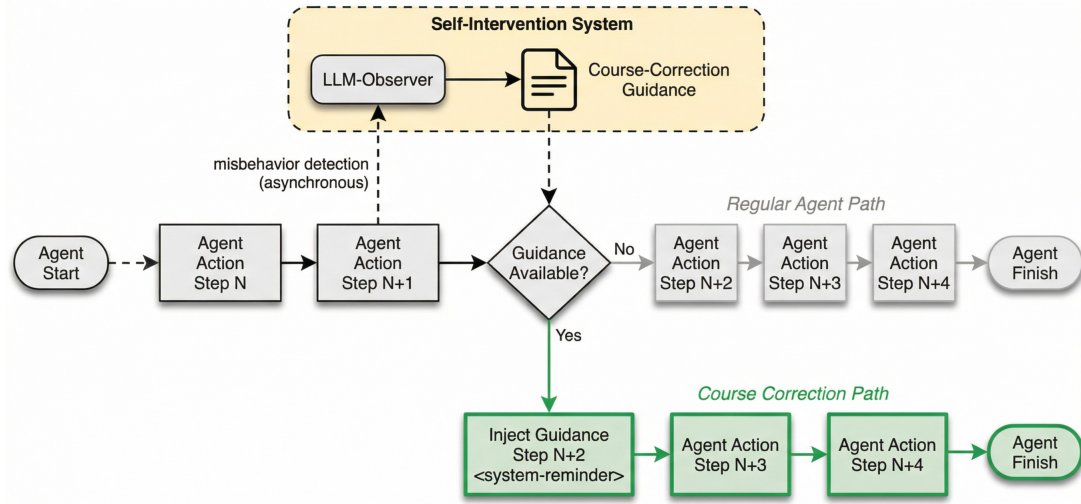 Self-Intervention System
LLM-Observer
Course-Correction
Guidance
misbehavior detection
(asynchronous)
Regular Agent Path
Agent
Start
Agent
Action
Step N
Agent
Action
Step N+1
Guidance
Available?
No
Agent
Action
Step N+2
Agent
Action
Step N+3
Agent
Action
Step N+4
Agent
Finish
Yes
Course Correction Path
Inject Guidance
Step N+2
<system-reminder>
Agent Action
Step N+3
Agent Action
Step N+4
Agent
Finish